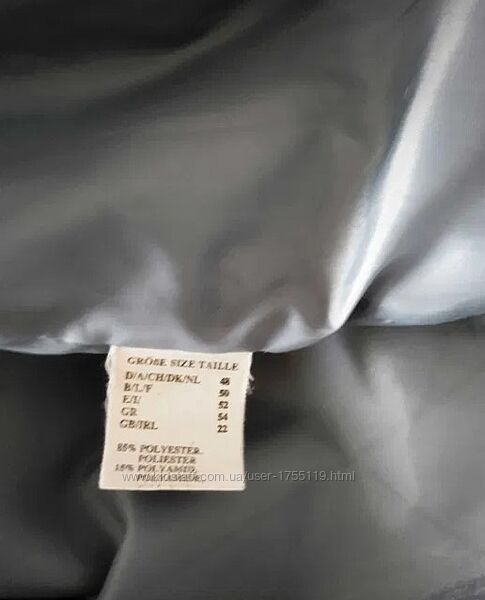 GRÖßE SIZE TAILLE
D/A/CH/DK/NL 48
B/L/F 50
E/I/ 52
GR 54
GB/IRL 22
85% POLYESTER.
POLIESTER
15% POLYAMID.
.ua/user-1755119.html